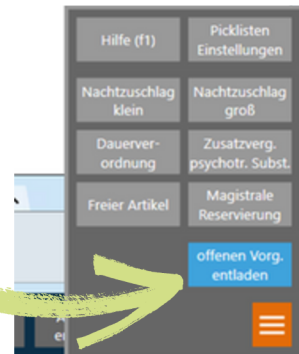 Hilfe (f1)
Picklisten
Einstellungen
Nachtzuschlag
klein
Nachtzuschlag
groß
Dauerver-
ordnung
Zusatzverg.
psychotr. Subst.
Freier Artikel
Magistrale
Reservierung
offenen Vorg.
entladen